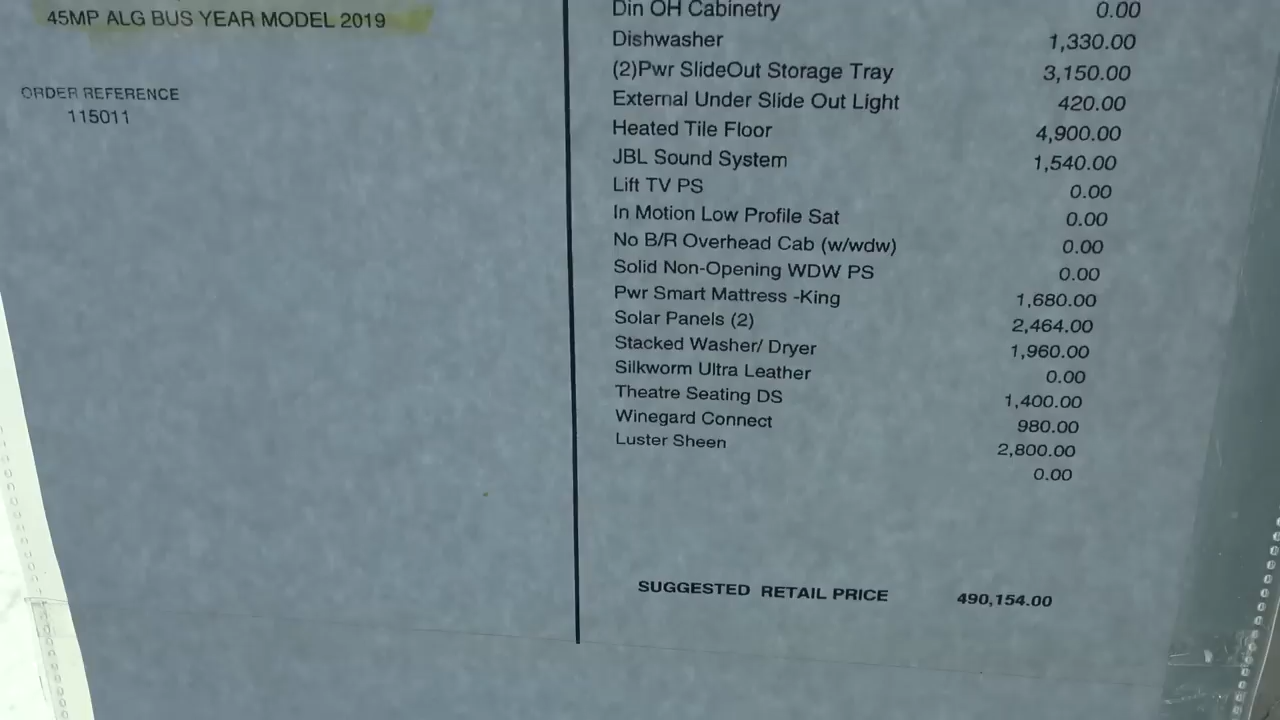 45MP ALG BUS YEAR MODEL 2019
ORDER REFERENCE
115011
Din OH Cabinetry 0.00
Dishwasher 1,330.00
(2)Pwr SlideOut Storage Tray 3,150.00
External Under Slide Out Light 420.00
Heated Tile Floor 4,900.00
JBL Sound System 1,540.00
Lift TV PS 0.00
In Motion Low Profile Sat 0.00
No B/R Overhead Cab (w/wdw) 0.00
Solid Non-Opening WDW PS 0.00
Pwr Smart Mattress -King 1,680.00
Solar Panels (2) 2,464.00
Stacked Washer/ Dryer 1,960.00
Silkworm Ultra Leather 0.00
Theatre Seating DS 1,400.00
Winegard Connect 980.00
Luster Sheen 2,800.00
0.00
SUGGESTED RETAIL PRICE 490,154.00